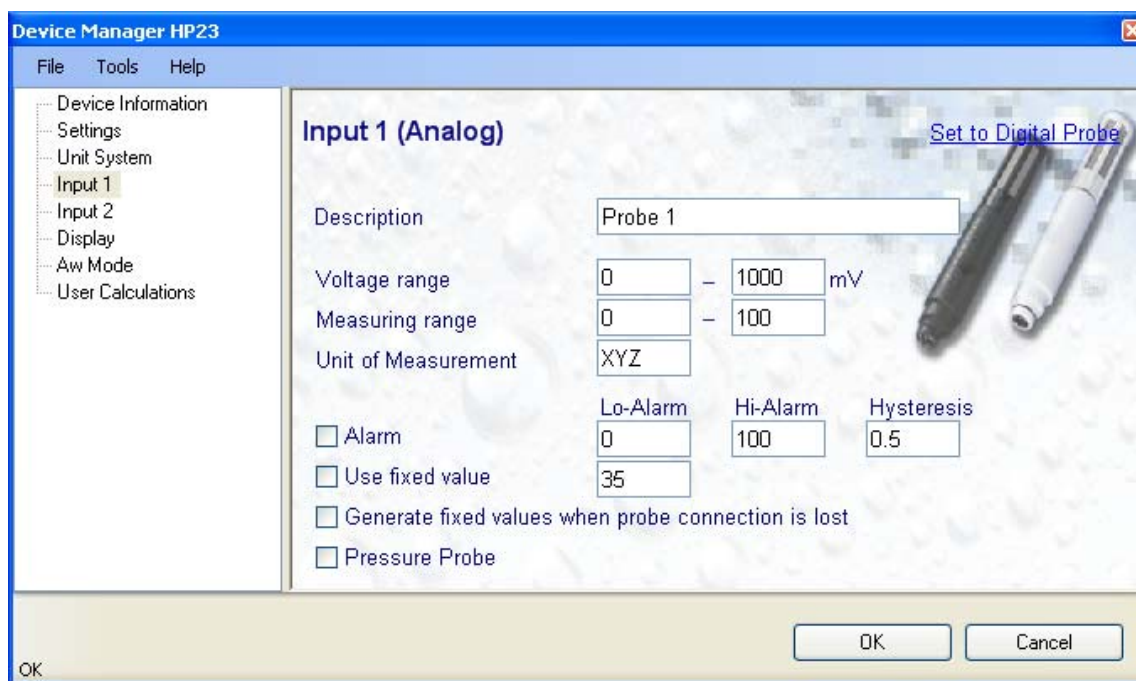 Device Manager HP23
File Tools Help
Device Information
Settings
Unit System
Input 1
Input 2
Display
Aw Mode
User Calculations
Input 1 (Analog)
Set to Digital Probe
Description Probe 1
Voltage range 0 – 1000 mV
Measuring range 0 – 100
Unit of Measurement XYZ
Lo-Alarm Hi-Alarm Hysteresis
Alarm 0 100 0.5
Use fixed value 35
Generate fixed values when probe connection is lost
Pressure Probe
OK Cancel
OK